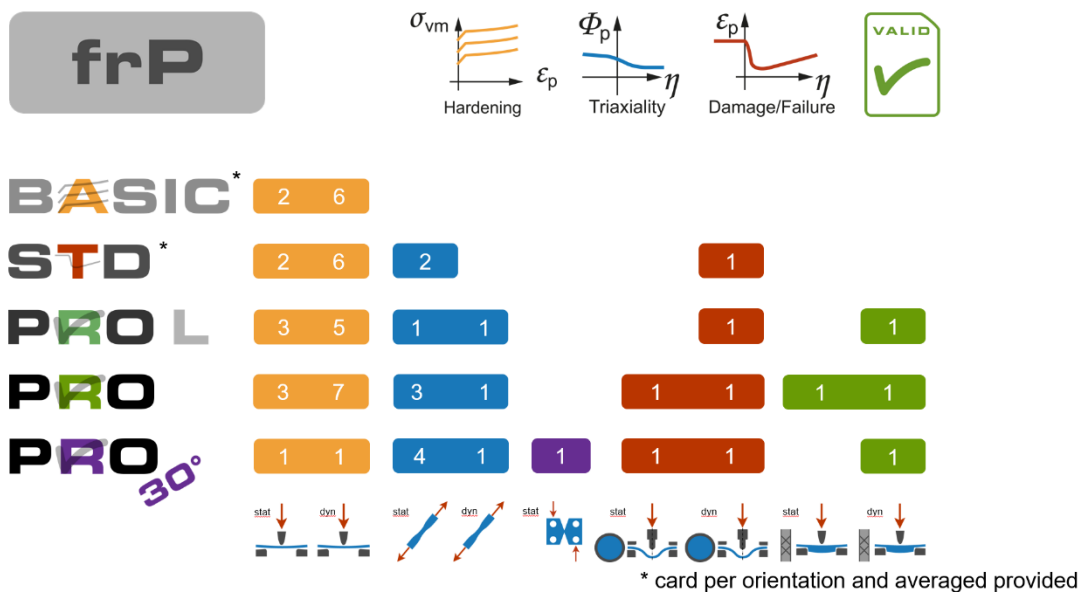 frP
σvm
εp
Hardening
Φp
η
Triaxiality
εp
η
Damage/Failure
VALID
BASIC* 2 6
STD* 2 6 2 1
PRO L 3 5 1 1 1 1
PRO 3 7 3 1 1 1 1 1
PRO 30° 1 1 4 1 1 1 1 1
stat dyn stat dyn stat stat dyn stat dyn
* card per orientation and averaged provided